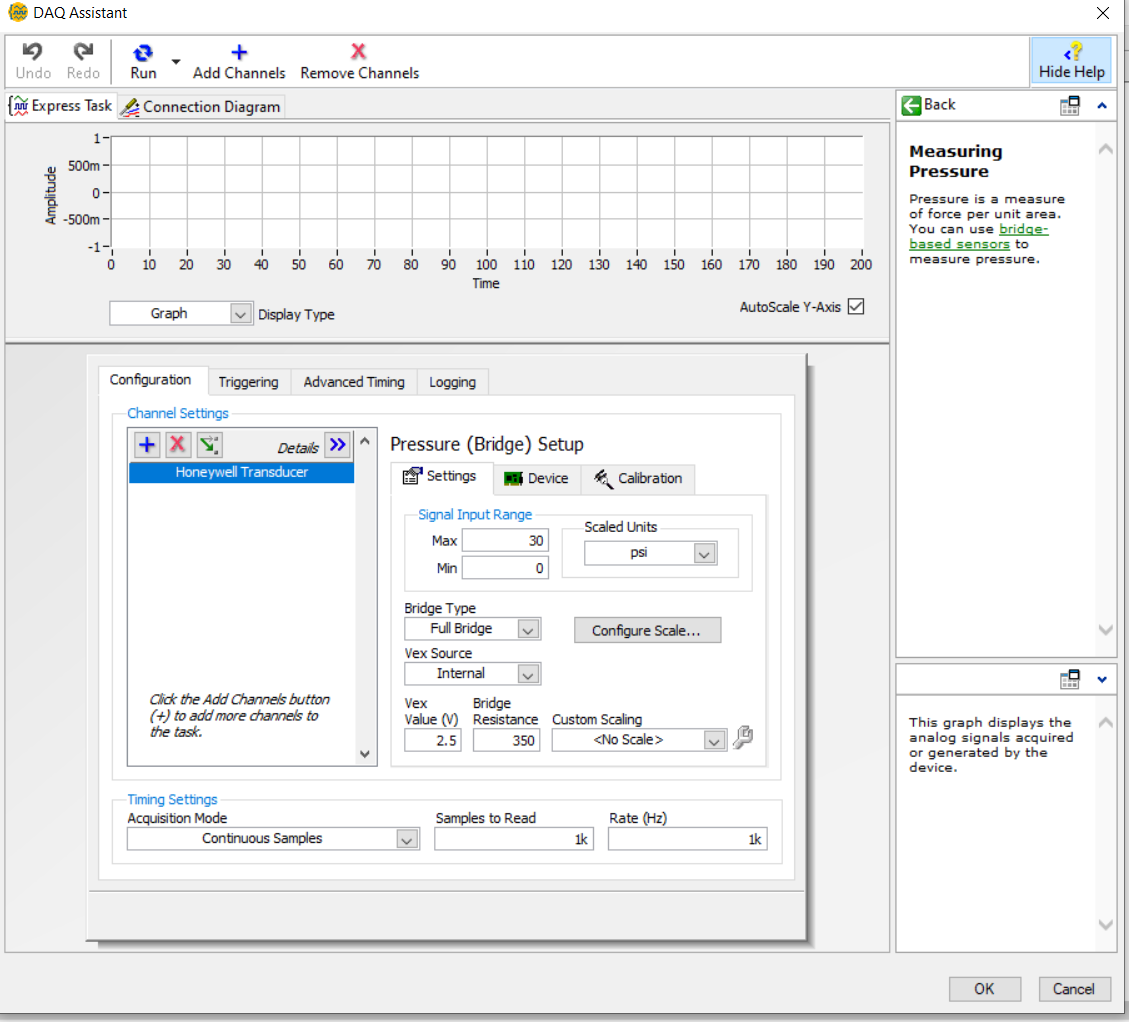 DAQ Assistant
Undo Redo Run Add Channels Remove Channels Hide Help
Express Task Connection Diagram
Back
Measuring
Pressure
Pressure is a measure
of force per unit area.
You can use bridge-
based sensors to
measure pressure.
Amplitude
1
500m
0
-500m
-1
0 10 20 30 40 50 60 70 80 90 100 110 120 130 140 150 160 170 180 190 200
Time
Graph Display Type
AutoScale Y-Axis
Configuration Triggering Advanced Timing Logging
Channel Settings
Details
Honeywell Transducer
Click the Add Channels button
(+) to add more channels to
the task.
Pressure (Bridge) Setup
Settings Device Calibration
Signal Input Range
Max 30
Min 0
Scaled Units
psi
Bridge Type
Full Bridge
Configure Scale...
Vex Source
Internal
Vex
Value (V)
2.5
Bridge
Resistance
350
Custom Scaling
<No Scale>
Timing Settings
Acquisition Mode
Continuous Samples
Samples to Read
1k
Rate (Hz)
1k
This graph displays the
analog signals acquired
or generated by the
device.
OK Cancel